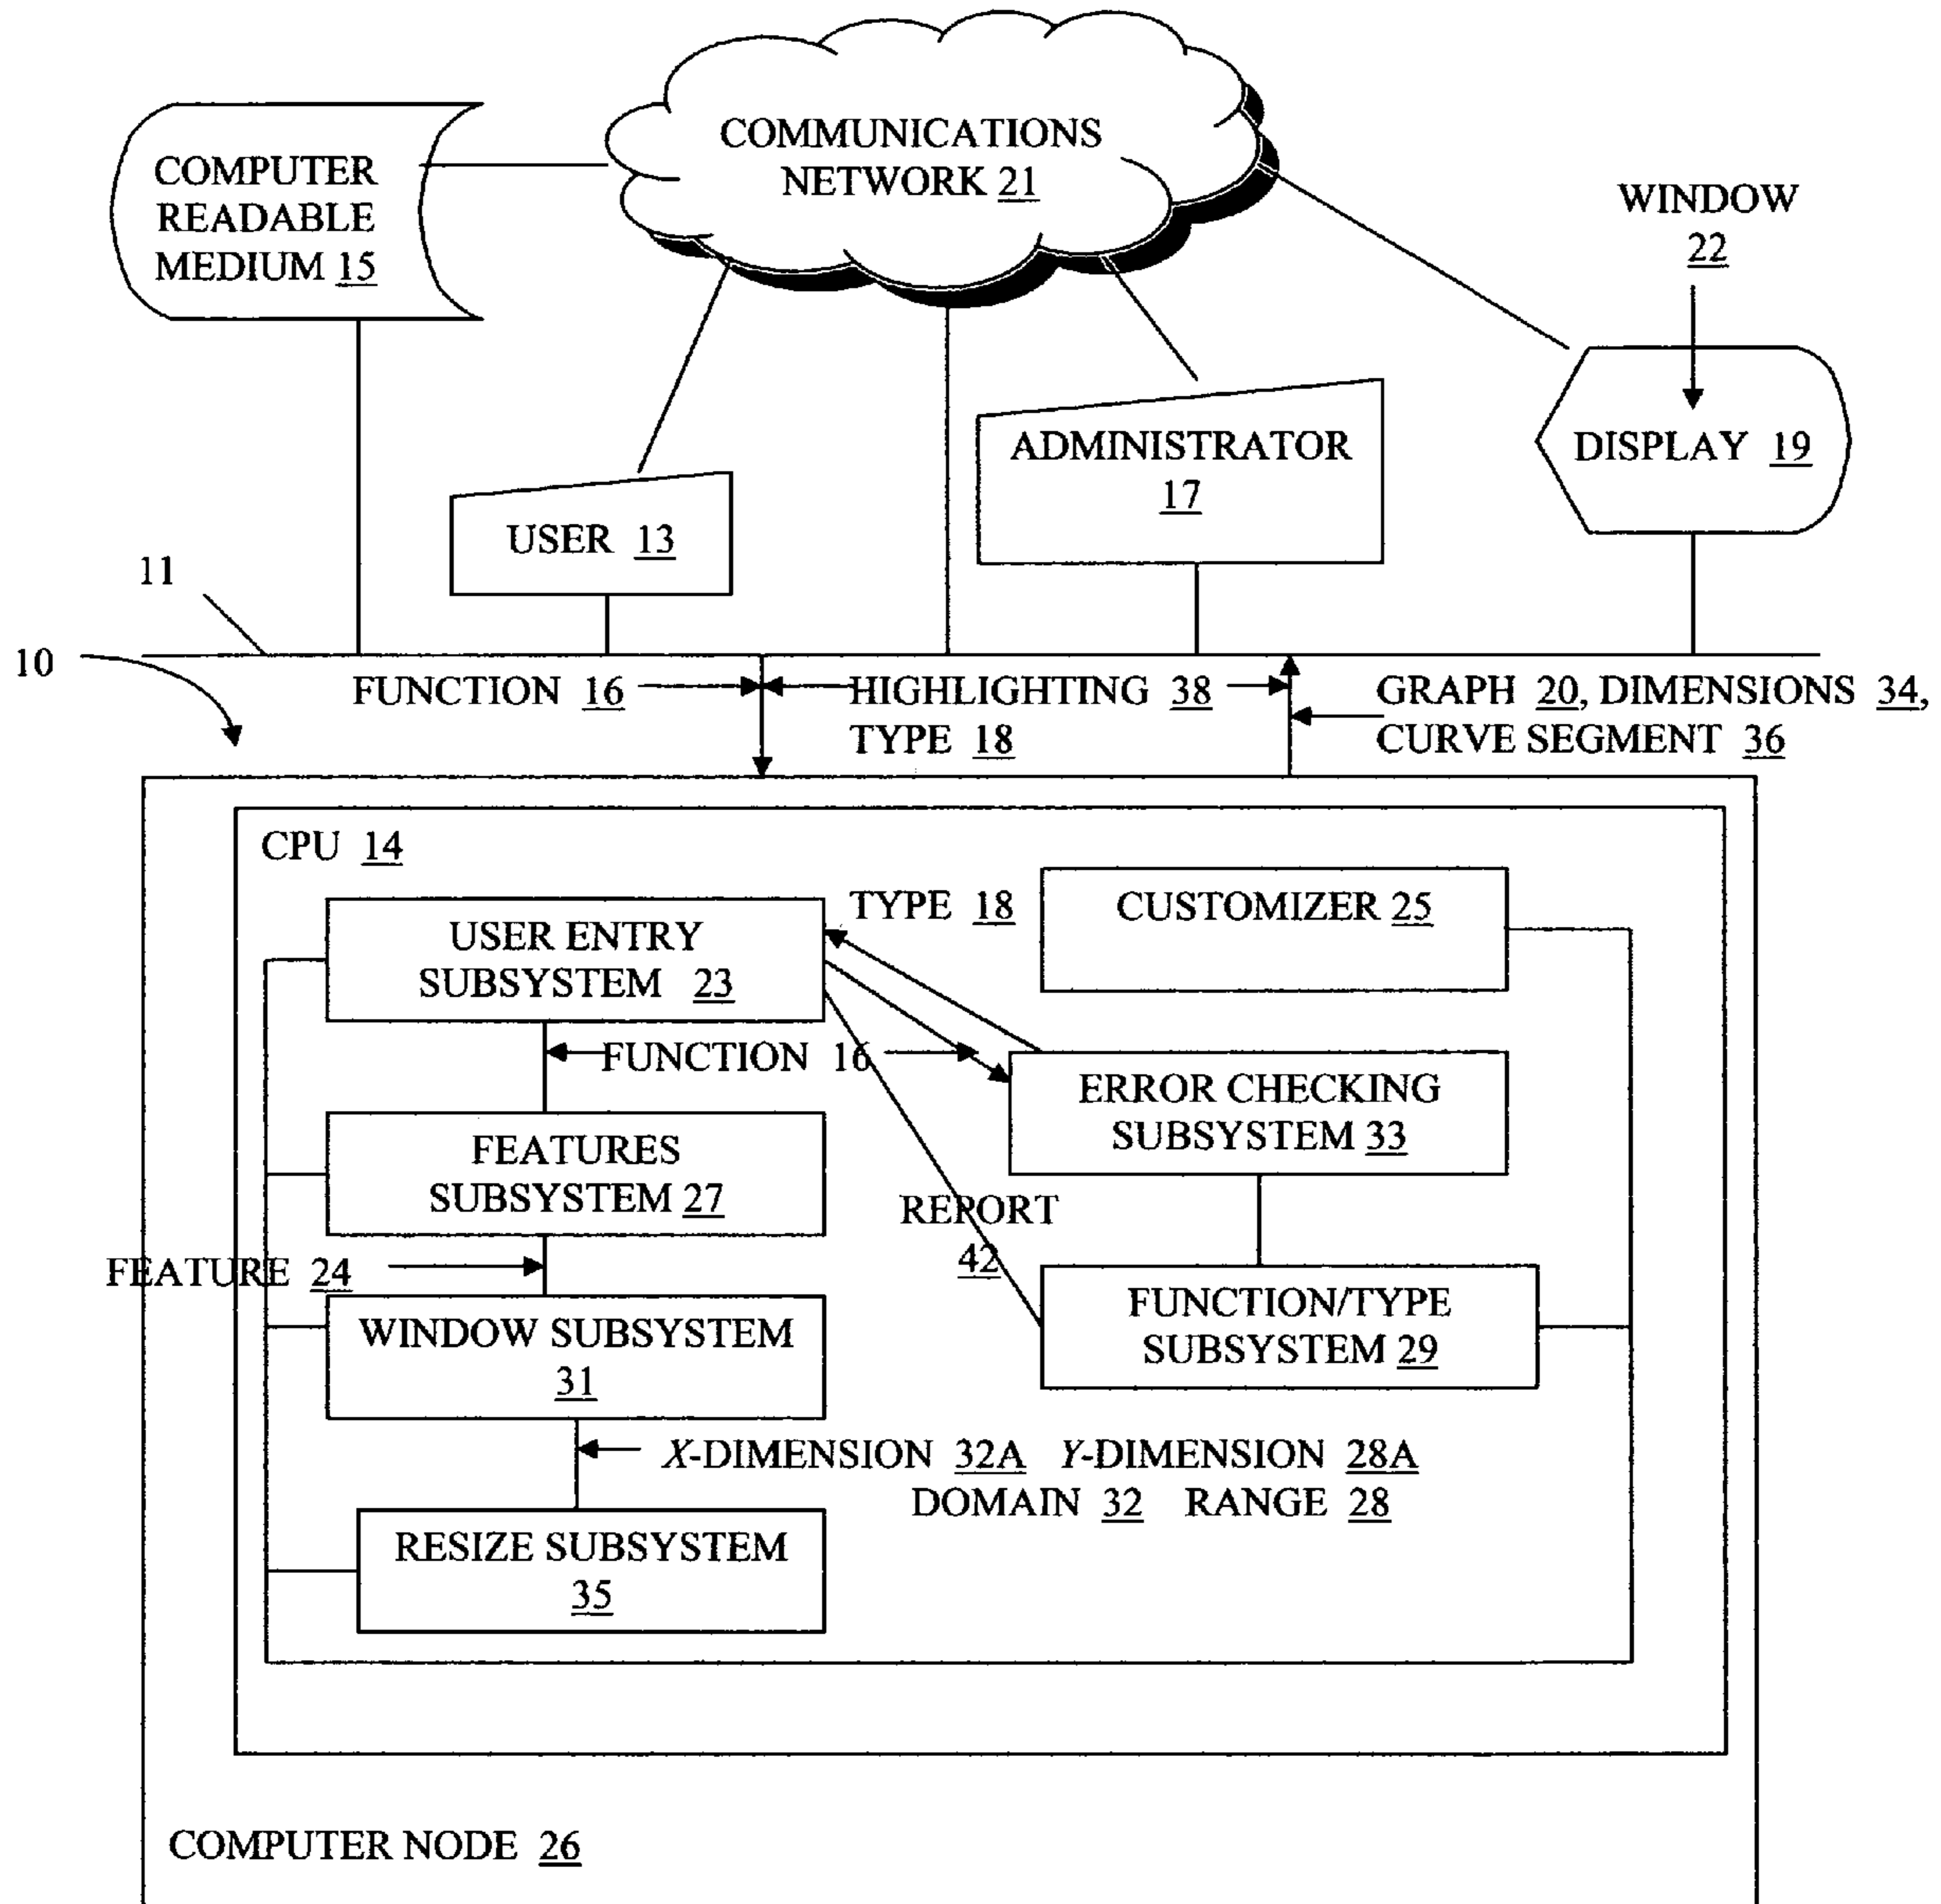 COMMUNICATIONS
NETWORK 21
COMPUTER
READABLE
MEDIUM 15
WINDOW
22
ADMINISTRATOR
17
DISPLAY 19
USER 13
11
10
FUNCTION 16
HIGHLIGHTING 38
TYPE 18
GRAPH 20, DIMENSIONS 34,
CURVE SEGMENT 36
CPU 14
USER ENTRY
SUBSYSTEM 23
TYPE 18
CUSTOMIZER 25
FUNCTION 16
ERROR CHECKING
SUBSYSTEM 33
FEATURES
SUBSYSTEM 27
REPORT
42
FEATURE 24
FUNCTION/TYPE
SUBSYSTEM 29
WINDOW SUBSYSTEM
31
X-DIMENSION 32A Y-DIMENSION 28A
DOMAIN 32 RANGE 28
RESIZE SUBSYSTEM
35
COMPUTER NODE 26